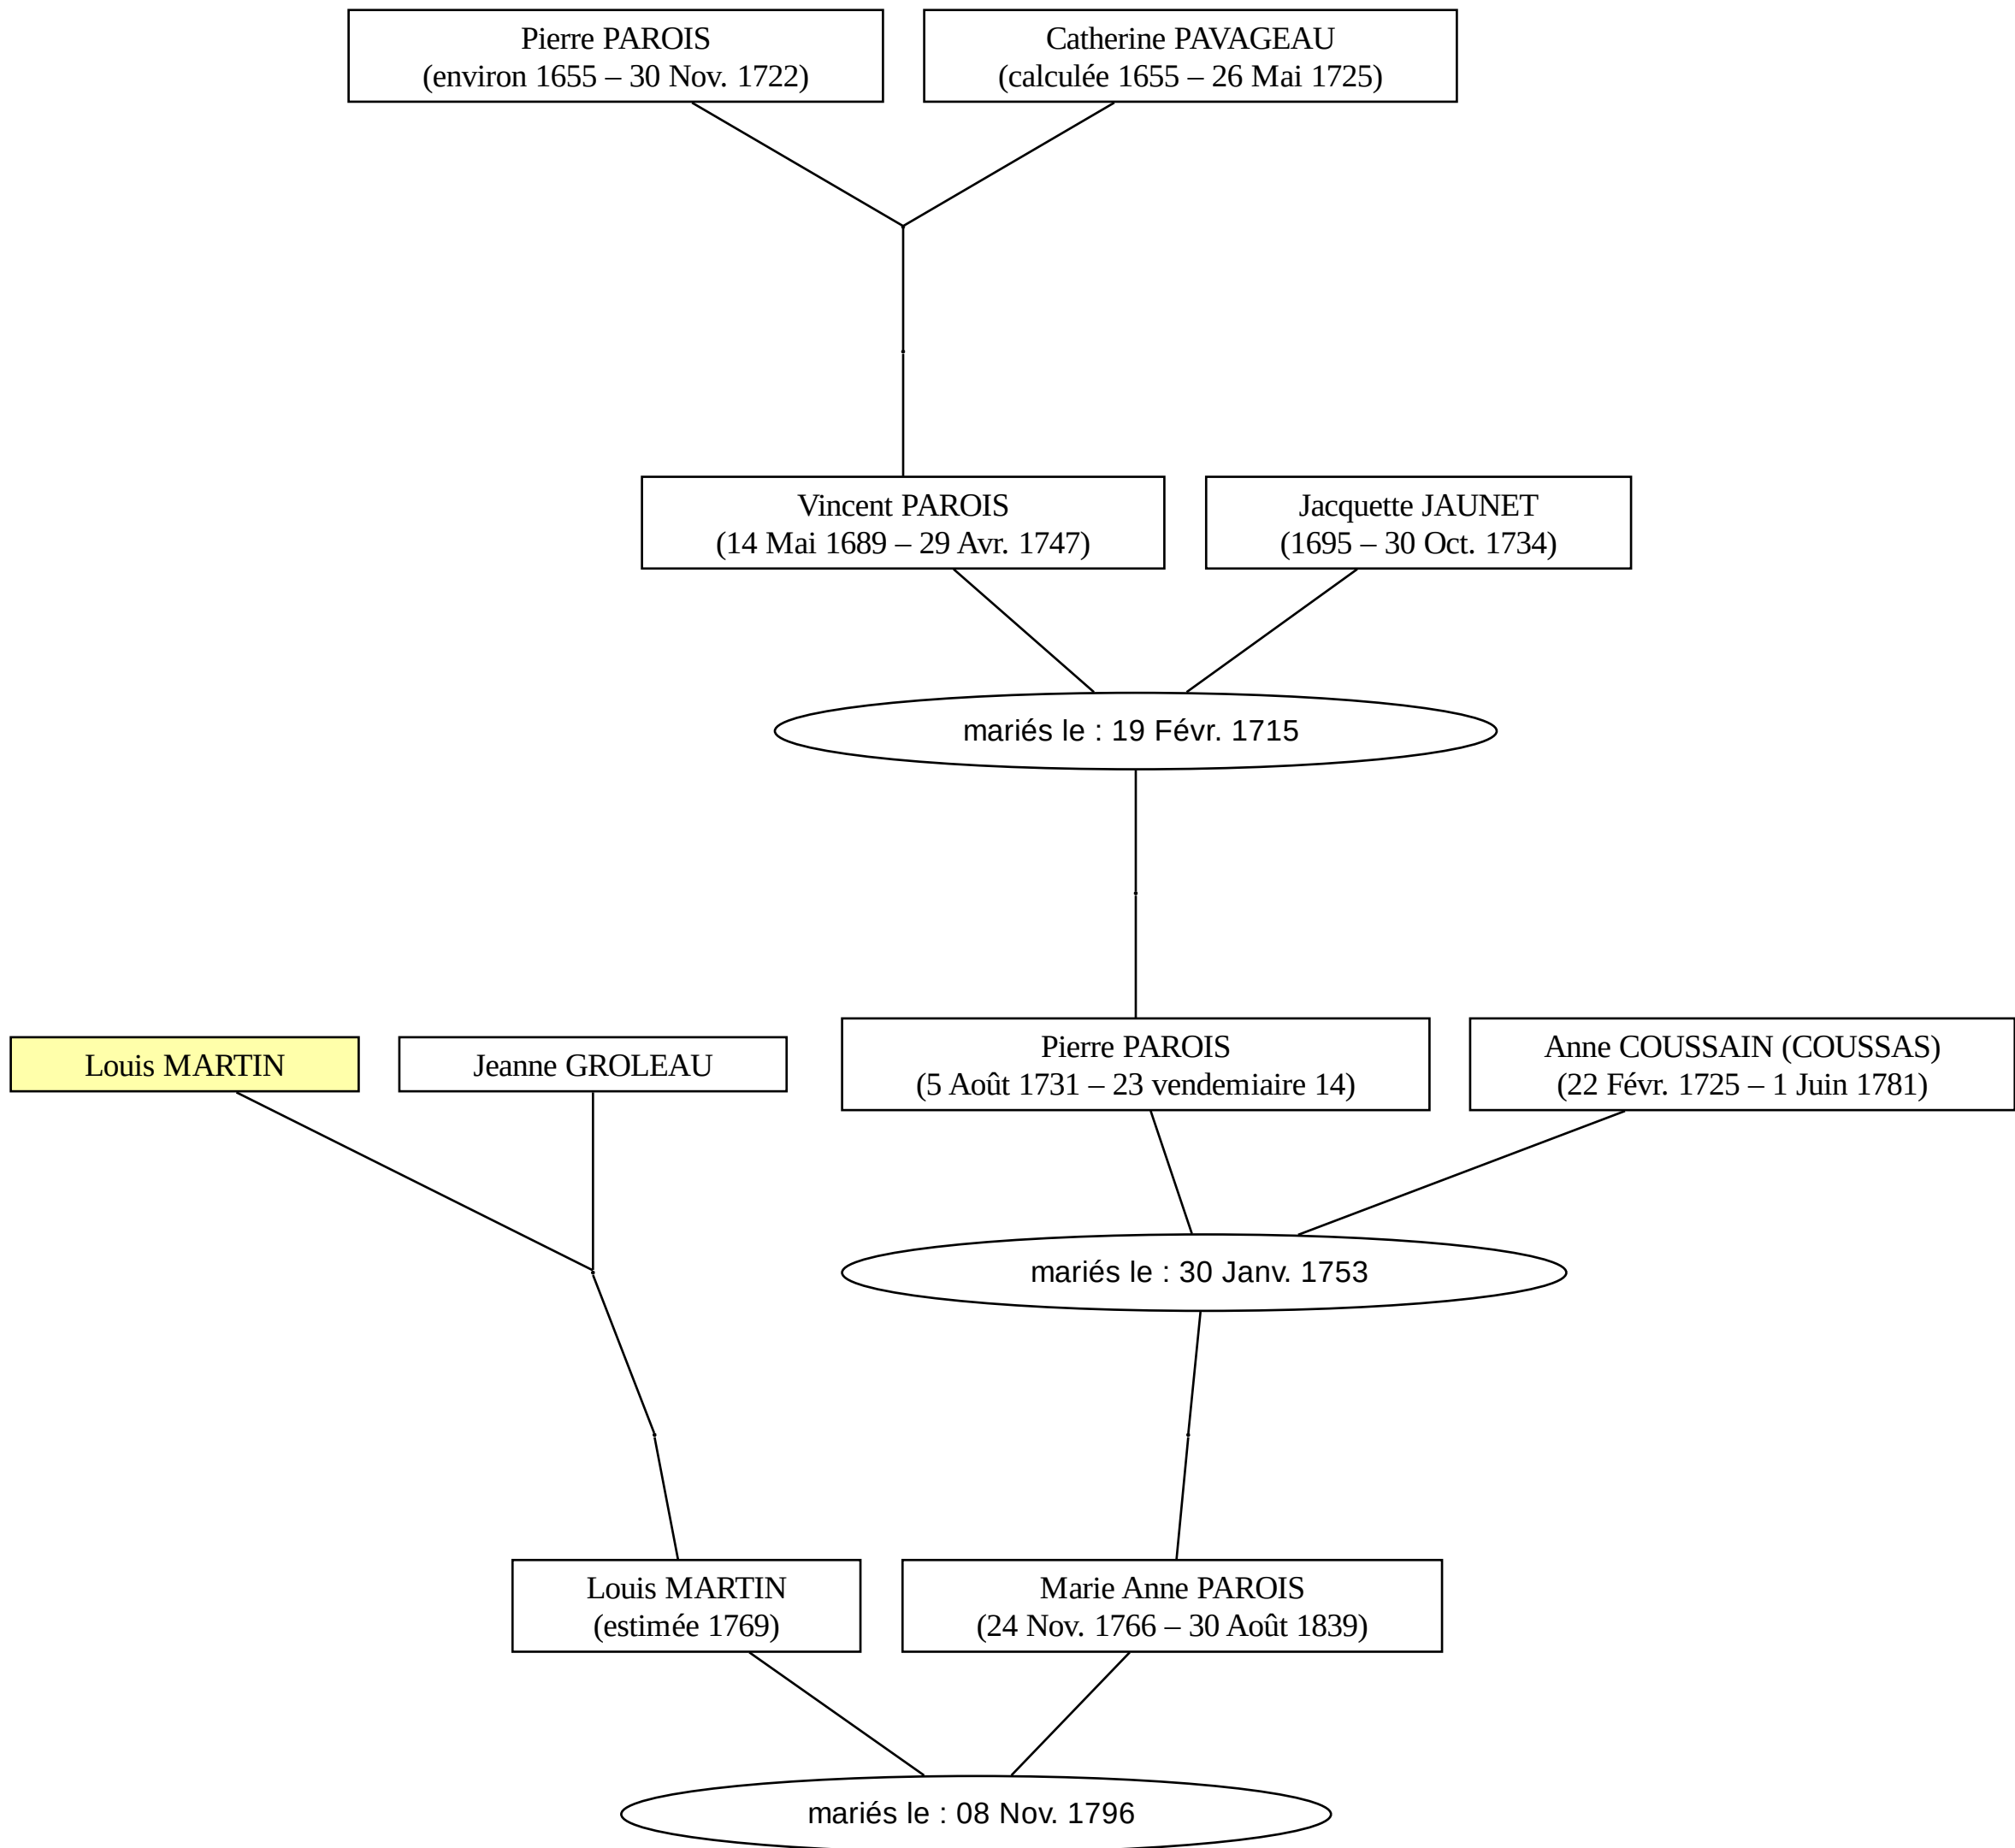 Pierre PAROIS
(environ 1655 – 30 Nov. 1722)
Catherine PAVAGEAU
(calculée 1655 – 26 Mai 1725)
Vincent PAROIS
(14 Mai 1689 – 29 Avr. 1747)
Jacquette JAUNET
(1695 – 30 Oct. 1734)
mariés le : 19 Févr. 1715
Louis MARTIN
Jeanne GROLEAU
Pierre PAROIS
(5 Août 1731 – 23 vendemiaire 14)
Anne COUSSAIN (COUSSAS)
(22 Févr. 1725 – 1 Juin 1781)
mariés le : 30 Janv. 1753
Louis MARTIN
(estimée 1769)
Marie Anne PAROIS
(24 Nov. 1766 – 30 Août 1839)
mariés le : 08 Nov. 1796